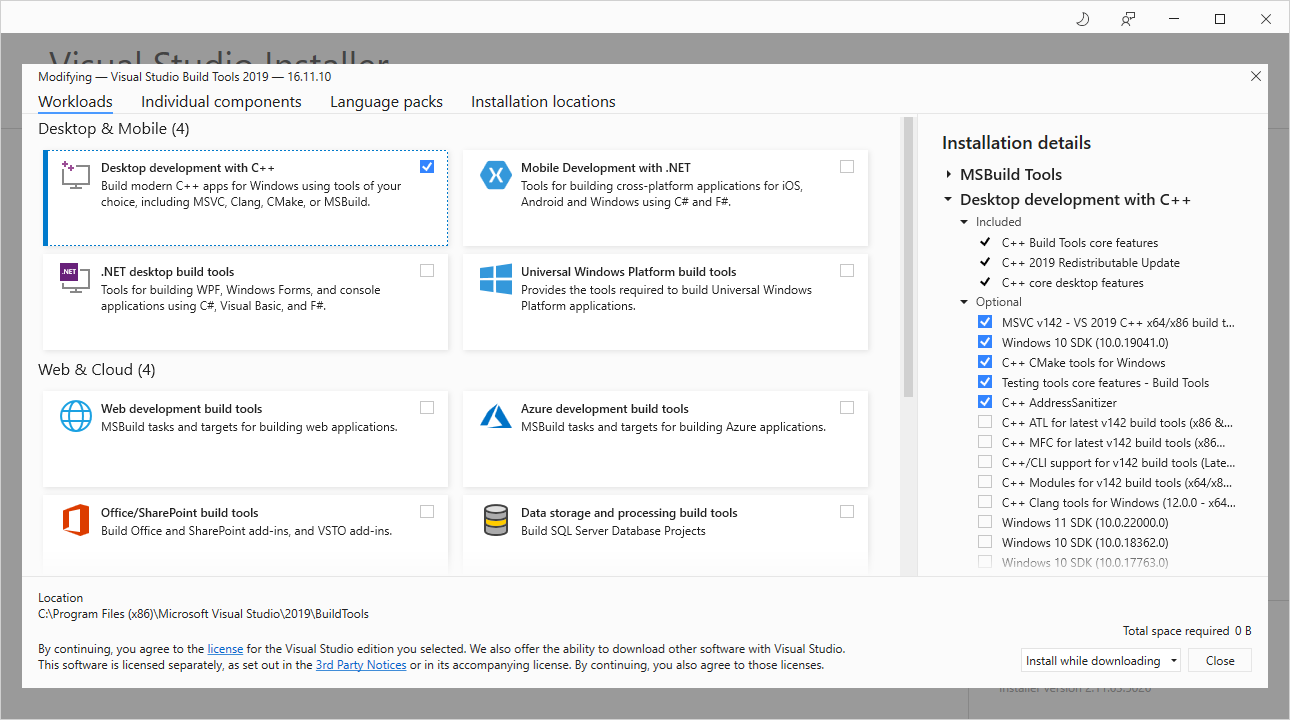 Visual Studio Installer
Modifying — Visual Studio Build Tools 2019 — 16.11.10
Workloads
Individual components
Language packs
Installation locations
Desktop & Mobile (4)
Desktop development with C++
Build modern C++ apps for Windows using tools of your
choice, including MSVC, Clang, CMake, or MSBuild.
Mobile Development with .NET
Tools for building cross-platform applications for iOS,
Android and Windows using C# and F#.
.NET
.NET desktop build tools
Tools for building WPF, Windows Forms, and console
applications using C#, Visual Basic, and F#.
Universal Windows Platform build tools
Provides the tools required to build Universal Windows
Platform applications.
Web & Cloud (4)
Web development build tools
MSBuild tasks and targets for building web applications.
Azure development build tools
MSBuild tasks and targets for building Azure applications.
Office/SharePoint build tools
Build Office and SharePoint add-ins, and VSTO add-ins.
Data storage and processing build tools
Build SQL Server Database Projects
Installation details
MSBuild Tools
Desktop development with C++
Included
C++ Build Tools core features
C++ 2019 Redistributable Update
C++ core desktop features
Optional
MSVC v142 - VS 2019 C++ x64/x86 build t...
Windows 10 SDK (10.0.19041.0)
C++ CMake tools for Windows
Testing tools core features - Build Tools
C++ AddressSanitizer
C++ ATL for latest v142 build tools (x86 &...
C++ MFC for latest v142 build tools (x86...
C++/CLI support for v142 build tools (Late...
C++ Modules for v142 build tools (x64/x8...
C++ Clang tools for Windows (12.0.0 - x64...
Windows 11 SDK (10.0.22000.0)
Windows 10 SDK (10.0.18362.0)
Windows 10 SDK (10.0.17763.0)
Location
C:\Program Files (x86)\Microsoft Visual Studio\2019\BuildTools
By continuing, you agree to the license for the Visual Studio edition you selected. We also offer the ability to download other software with Visual Studio.
This software is licensed separately, as set out in the 3rd Party Notices or in its accompanying license. By continuing, you also agree to those licenses.
Total space required 0 B
Install while downloading
Close
Installer version